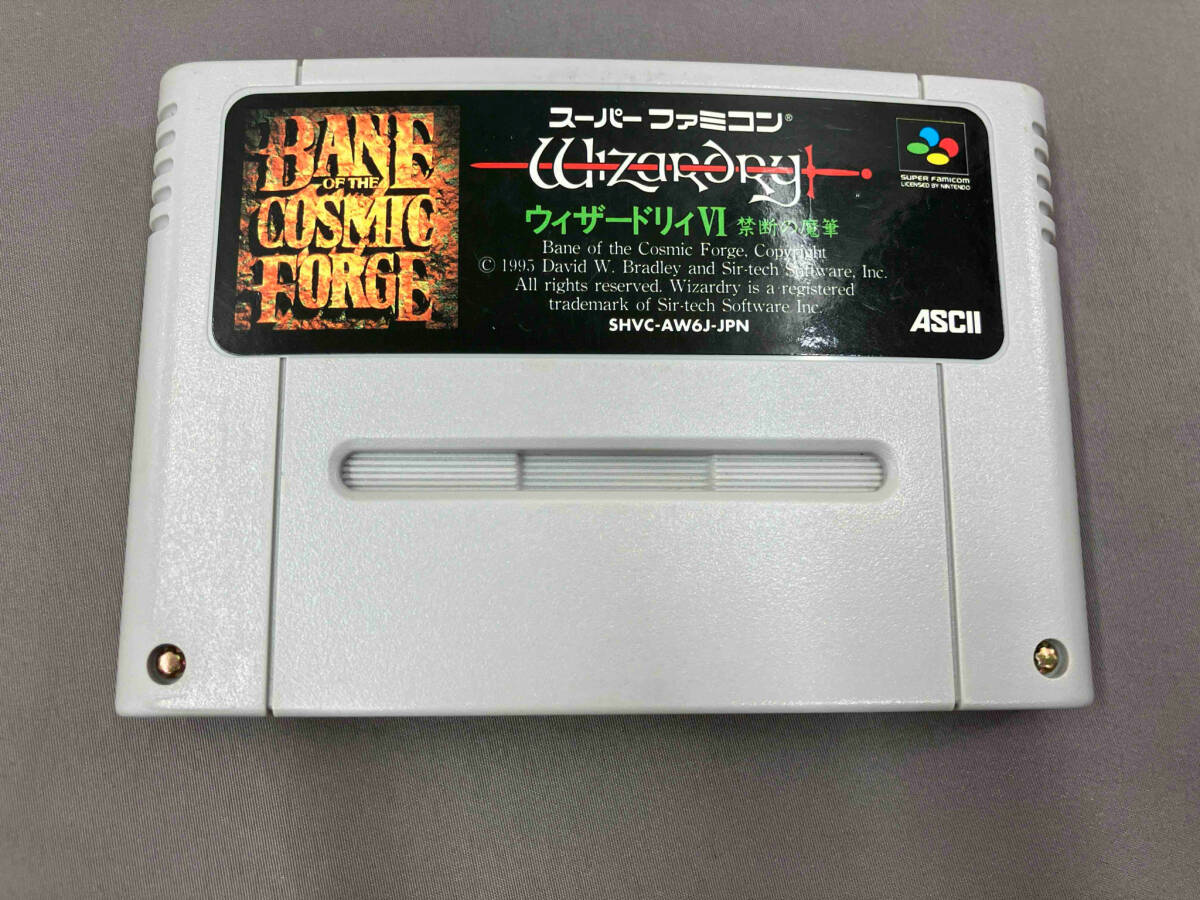 BANE
OF THE
COSMIC
FORGE
スーパーファミコン®
Wizardry
ウィザードリィVI 禁断の魔筆
Bane of the Cosmic Forge, Copyright
© 1995 David W. Bradley and Sir-tech Software, Inc.
All rights reserved. Wizardry is a registered
trademark of Sir-tech Software Inc.
SHVC-AW6J-JPN
SUPER FAMICOM
LICENSED BY NINTENDO
ASCII